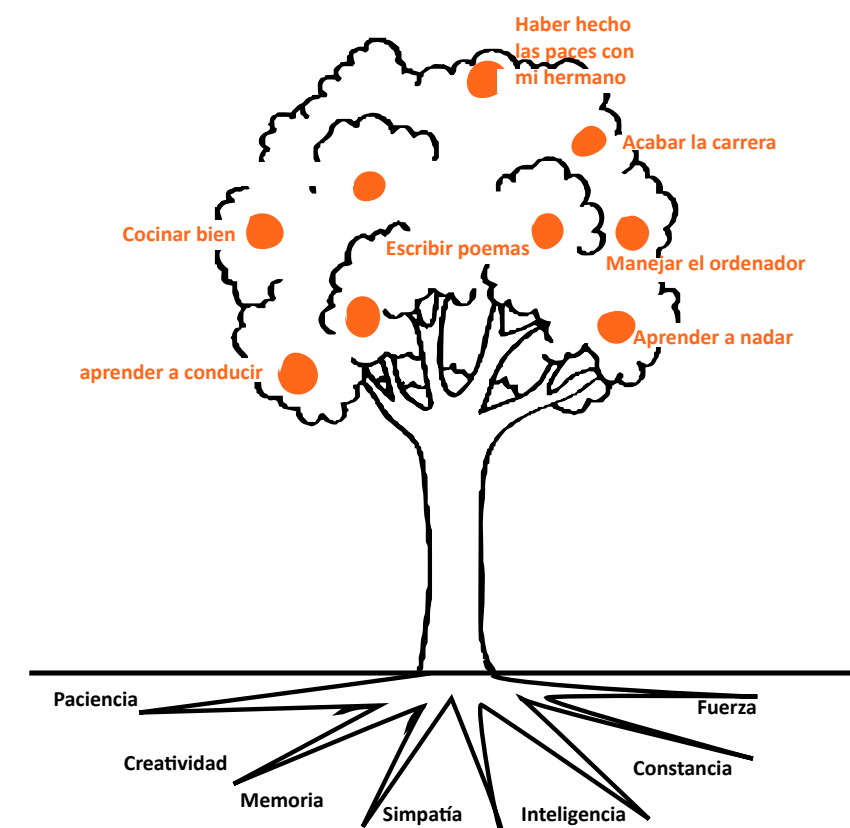 Haber hecho
las paces con
mi hermano
Acabar la carrera
Cocinar bien
Escribir poemas
Manejar el ordenador
Aprender a nadar
aprender a conducir
Paciencia
Fuerza
Creatividad
Constancia
Memoria
Simpatía
Inteligencia